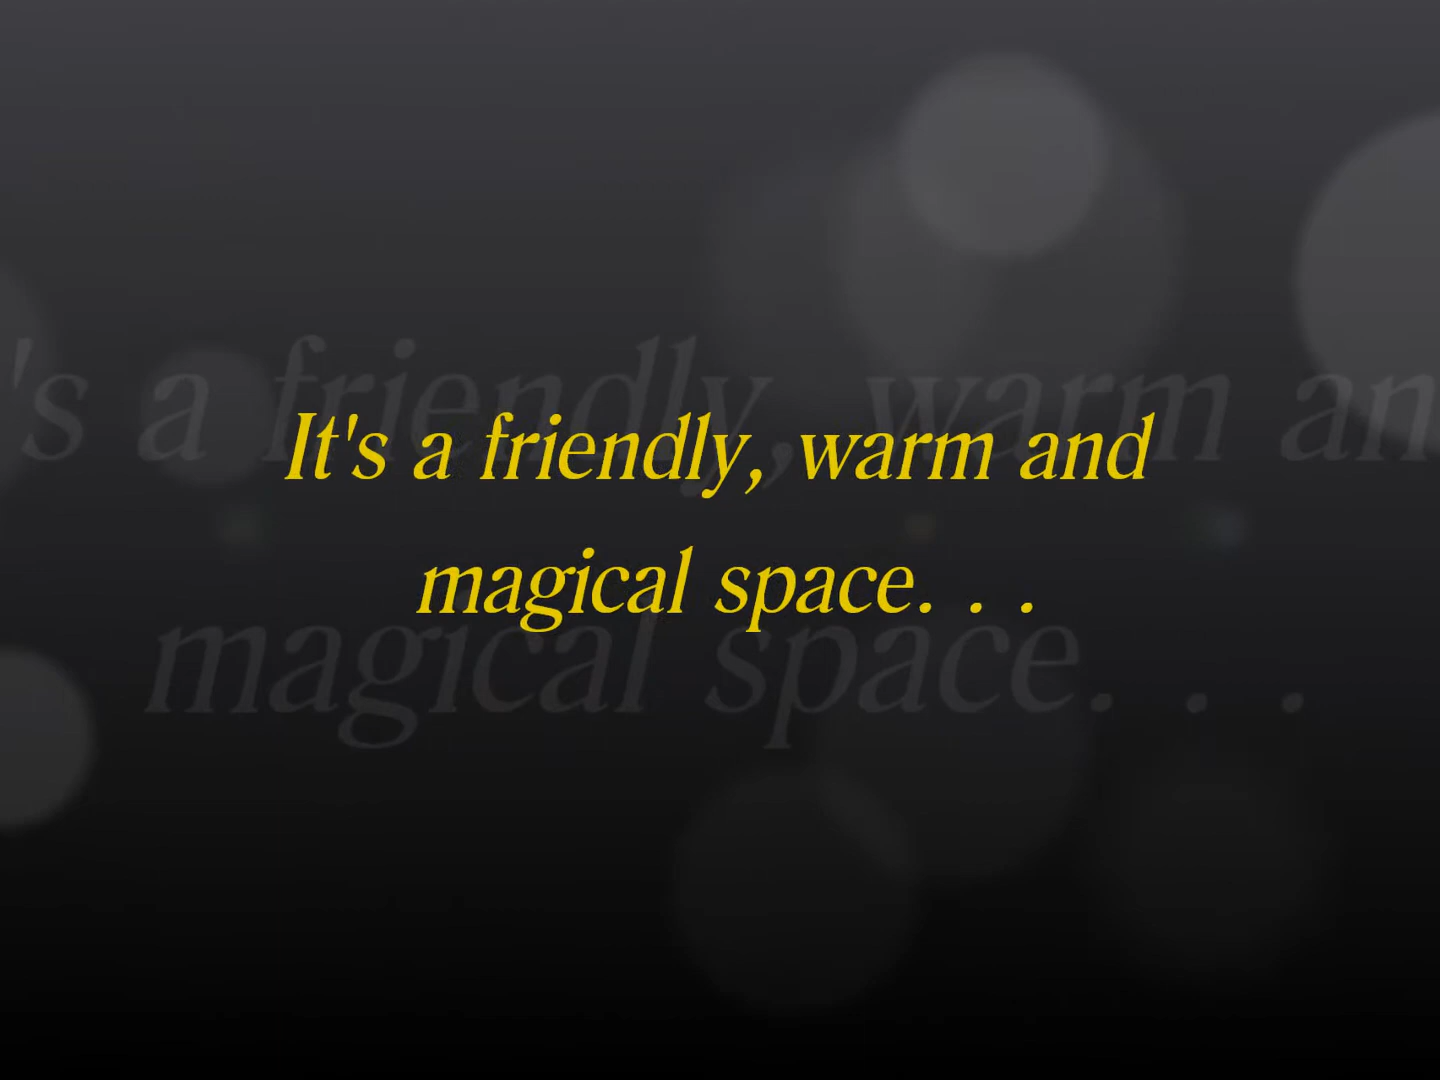 It's a friendly, warm and
magical space. . .